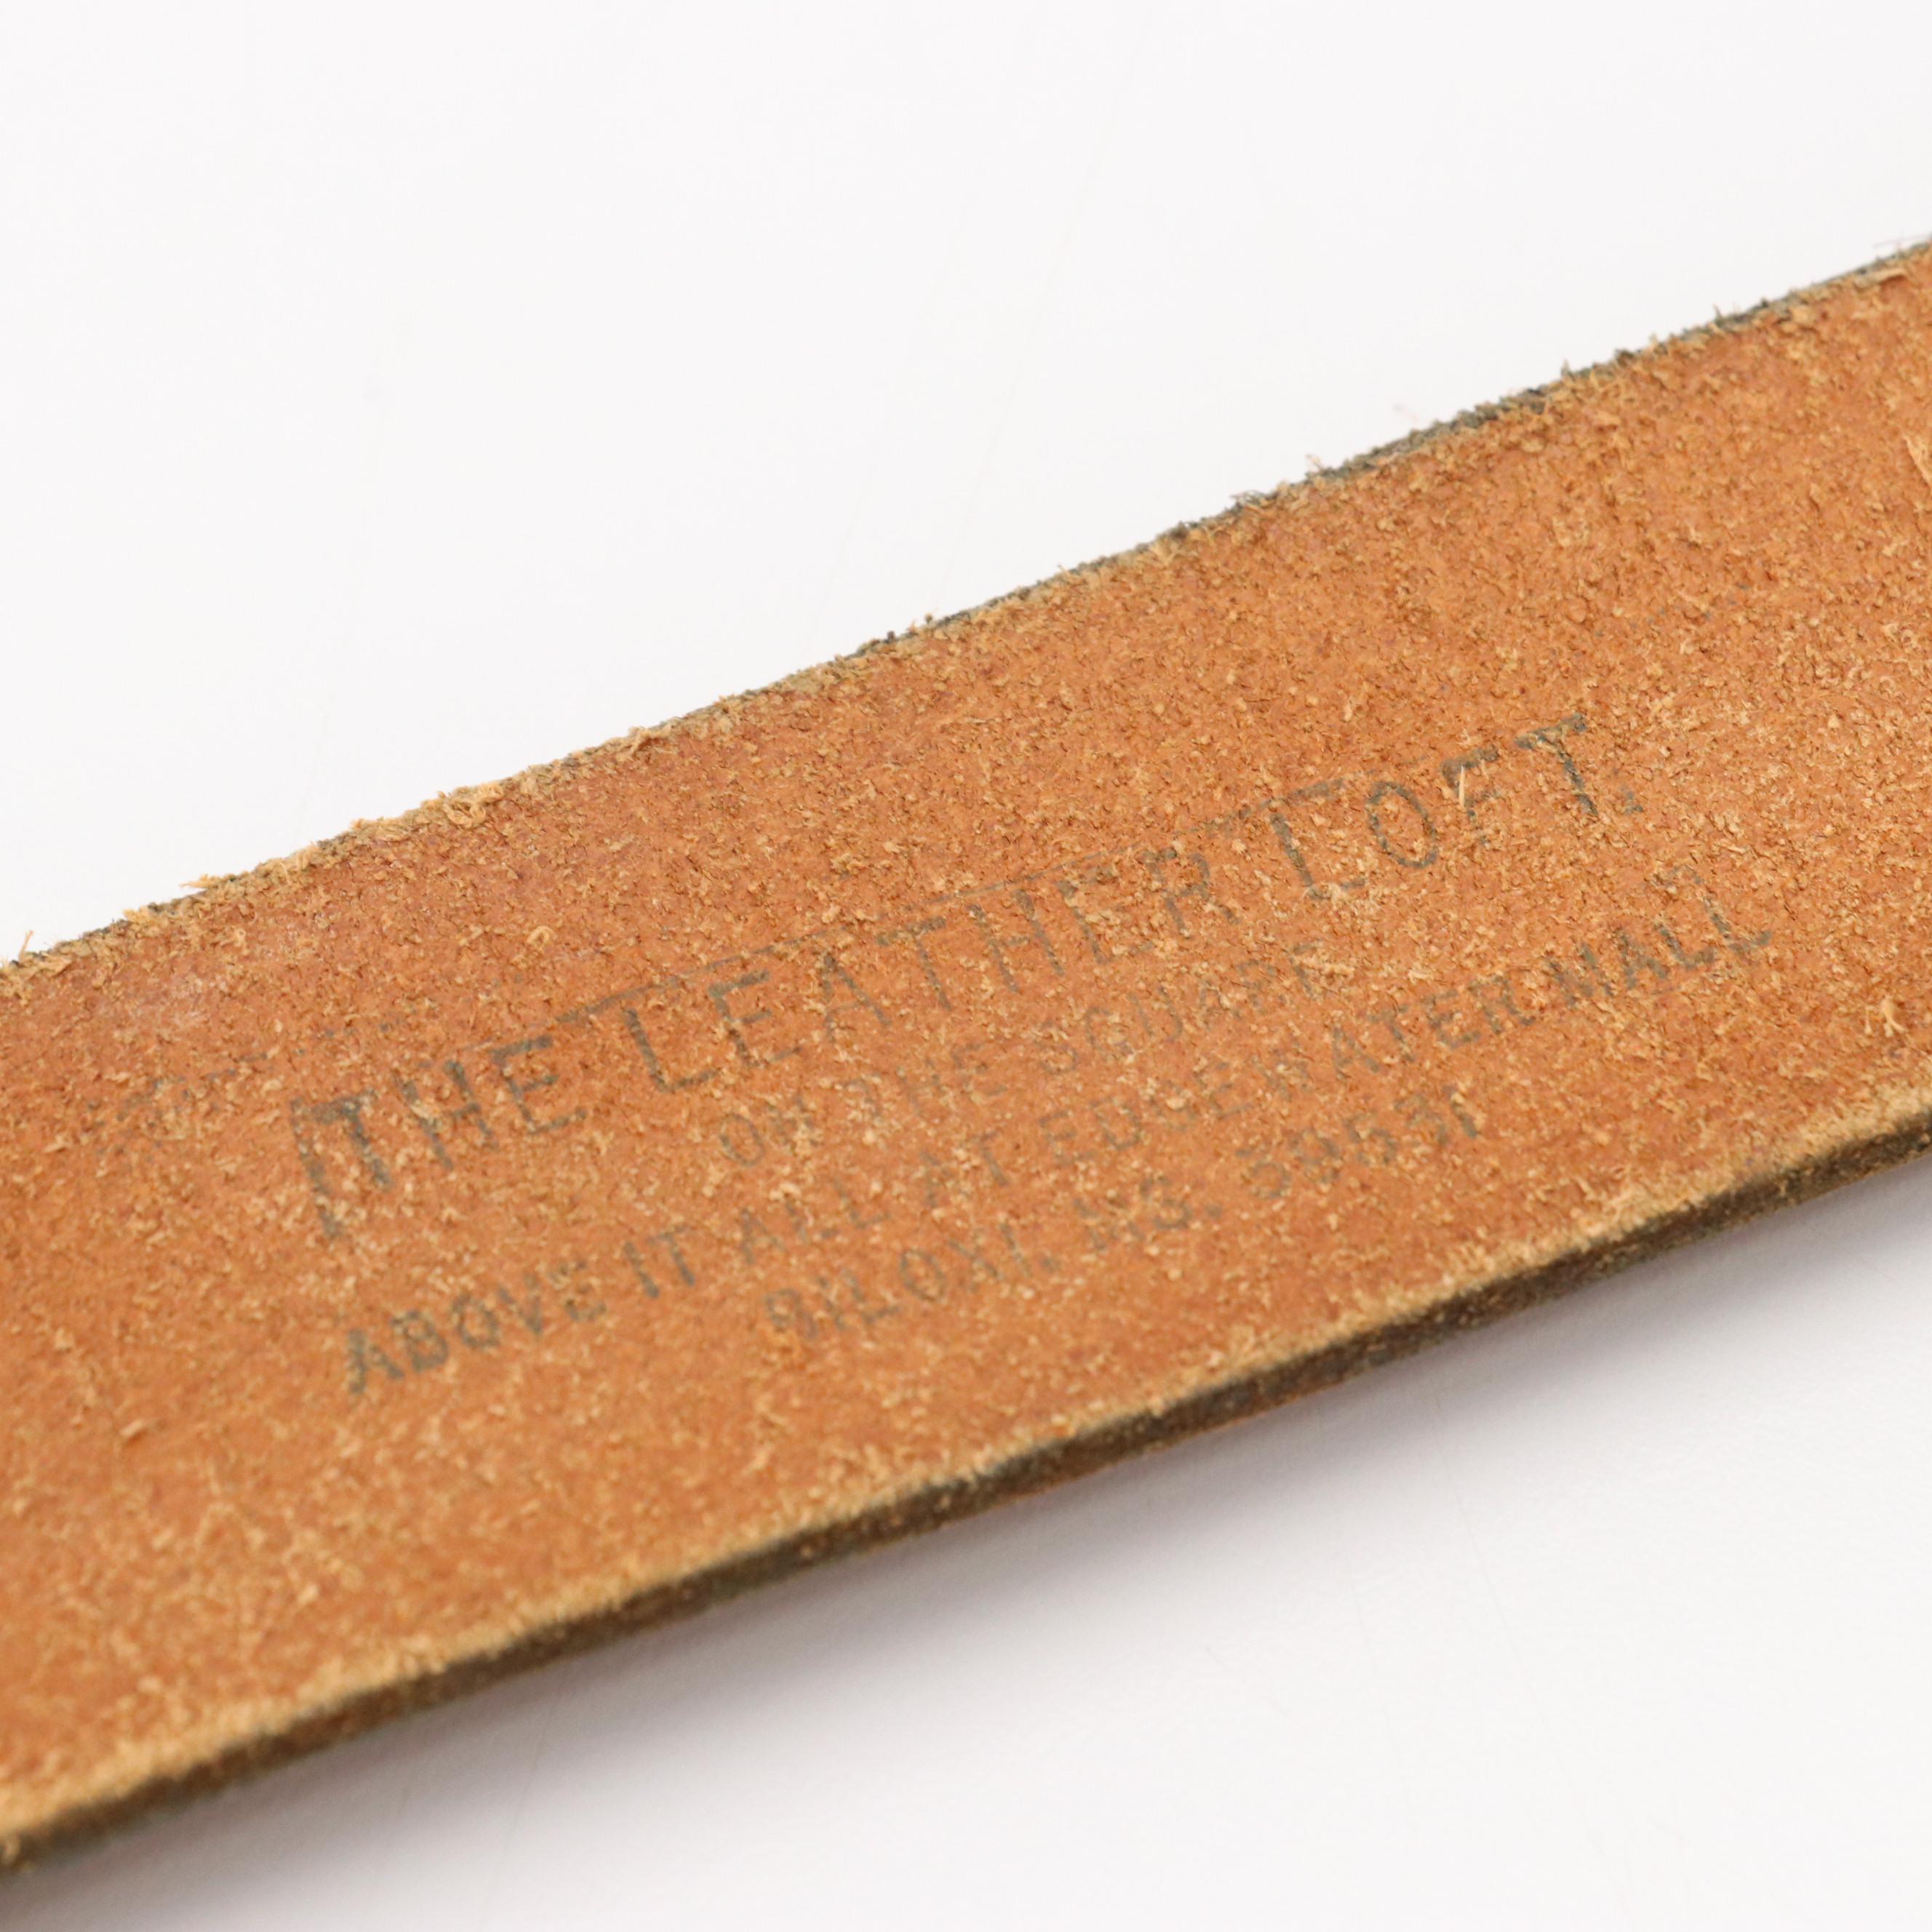 THE LEATHER LOFT
ON THE SQUARE
ABOVE IT ALL AT EDGEWATER MALL
BILOXI, MS. 39531